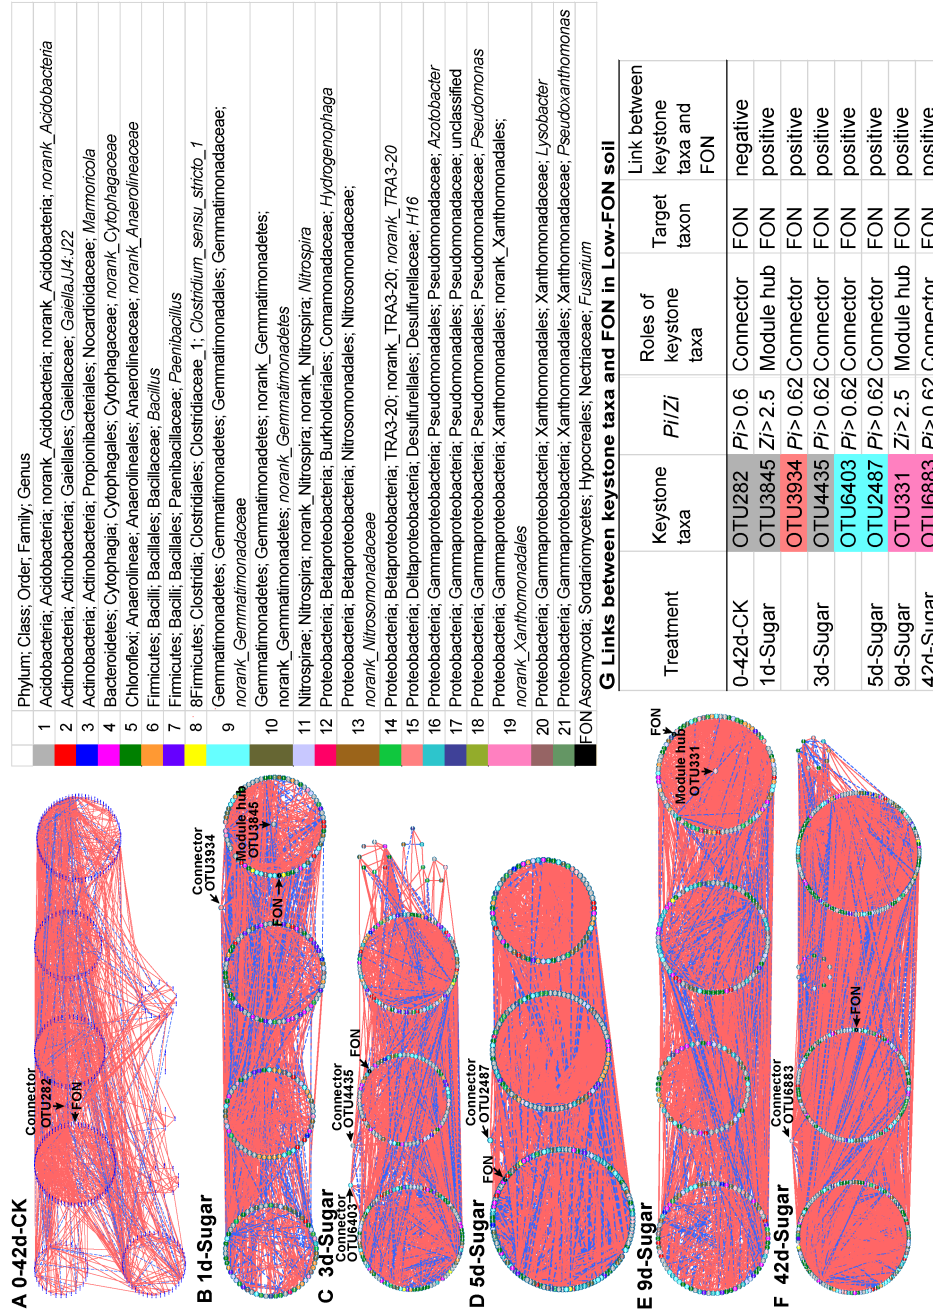 A 0-42d-CK
Connector
OTU282
FON
B 1d-Sugar
Connector
OTU3934
Module hub
OTU3845
FON
C 3d-Sugar
Connector
OTU6403
Connector
OTU4435
FON
D 5d-Sugar
FON
Connector
OTU2487
E 9d-Sugar
Module hub
OTU331
FON
F 42d-Sugar
Connector
OTU6883
FON
Phylum; Class; Order; Family; Genus
1 Acidobacteria; Acidobacteria; norank_Acidobacteria; norank_Acidobacteria; norank_Acidobacteria
2 Actinobacteria; Actinobacteria; Gaiellales; Gaiellaceae; GaiellaJJ4:J22
3 Actinobacteria; Actinobacteria; Propionibacteriales; Nocardioidaceae; Marmoricola
4 Bacteroidetes; Cytophagia; Cytophagales; Cytophagaceae; norank_Cytophagaceae
5 Chloroflexi; Anaerolineae; Anaerolineales; Anaerolineaceae; norank_Anaerolineaceae
6 Firmicutes; Bacilli; Bacillales; Bacillaceae; Bacillus
7 Firmicutes; Bacilli; Bacillales; Paenibacillaceae; Paenibacillus
8 8Firmicutes; Clostridia; Clostridiales; Clostridiaceae_1; Clostridium_sensu_stricto_1
9 Gemmatimonadetes; Gemmatimonadetes; Gemmatimonadales; Gemmatimonadaceae;
norank_Gemmatimonadaceae
10 Gemmatimonadetes; Gemmatimonadetes; norank_Gemmatimonadetes;
norank_Gemmatimonadetes; norank_Gemmatimonadetes
11 Nitrospirae; Nitrospira; norank_Nitrospira; norank_Nitrospira; Nitrospira
12 Proteobacteria; Betaproteobacteria; Burkholderiales; Comamonadaceae; Hydrogenophaga
13 Proteobacteria; Betaproteobacteria; Nitrosomonadales; Nitrosomonadaceae;
norank_Nitrosomonadaceae
14 Proteobacteria; Betaproteobacteria; TRA3-20; norank_TRA3-20; norank_TRA3-20
15 Proteobacteria; Deltaproteobacteria; Desulfurellales; Desulfurellaceae; H16
16 Proteobacteria; Gammaproteobacteria; Pseudomonadales; Pseudomonadaceae; Azotobacter
17 Proteobacteria; Gammaproteobacteria; Pseudomonadales; Pseudomonadaceae; unclassified
18 Proteobacteria; Gammaproteobacteria; Pseudomonadales; Pseudomonadaceae; Pseudomonas
19 Proteobacteria; Gammaproteobacteria; Xanthomonadales; norank_Xanthomonadales;
norank_Xanthomonadales
20 Proteobacteria; Gammaproteobacteria; Xanthomonadales; Xanthomonadaceae; Lysobacter
21 Proteobacteria; Gammaproteobacteria; Xanthomonadales; Xanthomonadaceae; Pseudoxanthomonas
FON Ascomycota; Sordariomycetes; Hypocreales; Nectriaceae; Fusarium
G Links between keystone taxa and FON in Low-FON soil
Treatment Keystone taxa Pi/Zi Roles of keystone taxa Target taxon Link between keystone taxa and FON
0-42d-CK OTU282 Pi>0.6 Connector FON negative
1d-Sugar OTU3845 Zi>2.5 Module hub FON positive
OTU3934 Pi>0.62 Connector FON positive
3d-Sugar OTU4435 Pi>0.62 Connector FON positive
OTU6403 Pi>0.62 Connector FON positive
5d-Sugar OTU2487 Pi>0.62 Connector FON positive
9d-Sugar OTU331 Zi>2.5 Module hub FON positive
42d-Sugar OTU6883 Pi>0.62 Connector FON positive